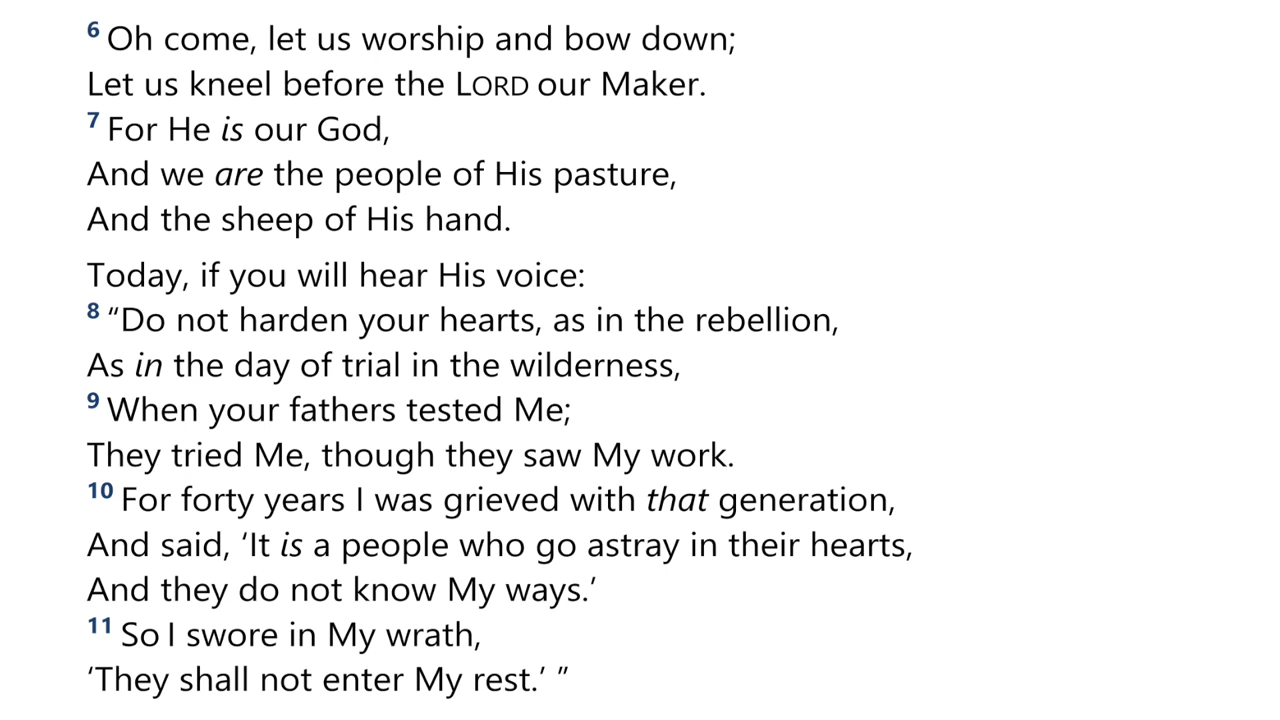 6 Oh come, let us worship and bow down;
Let us kneel before the LORD our Maker.
7 For He is our God,
And we are the people of His pasture,
And the sheep of His hand.
Today, if you will hear His voice:
8 “Do not harden your hearts, as in the rebellion,
As in the day of trial in the wilderness,
9 When your fathers tested Me;
They tried Me, though they saw My work.
10 For forty years I was grieved with that generation,
And said, ‘It is a people who go astray in their hearts,
And they do not know My ways.’
11 So I swore in My wrath,
‘They shall not enter My rest.’ ”